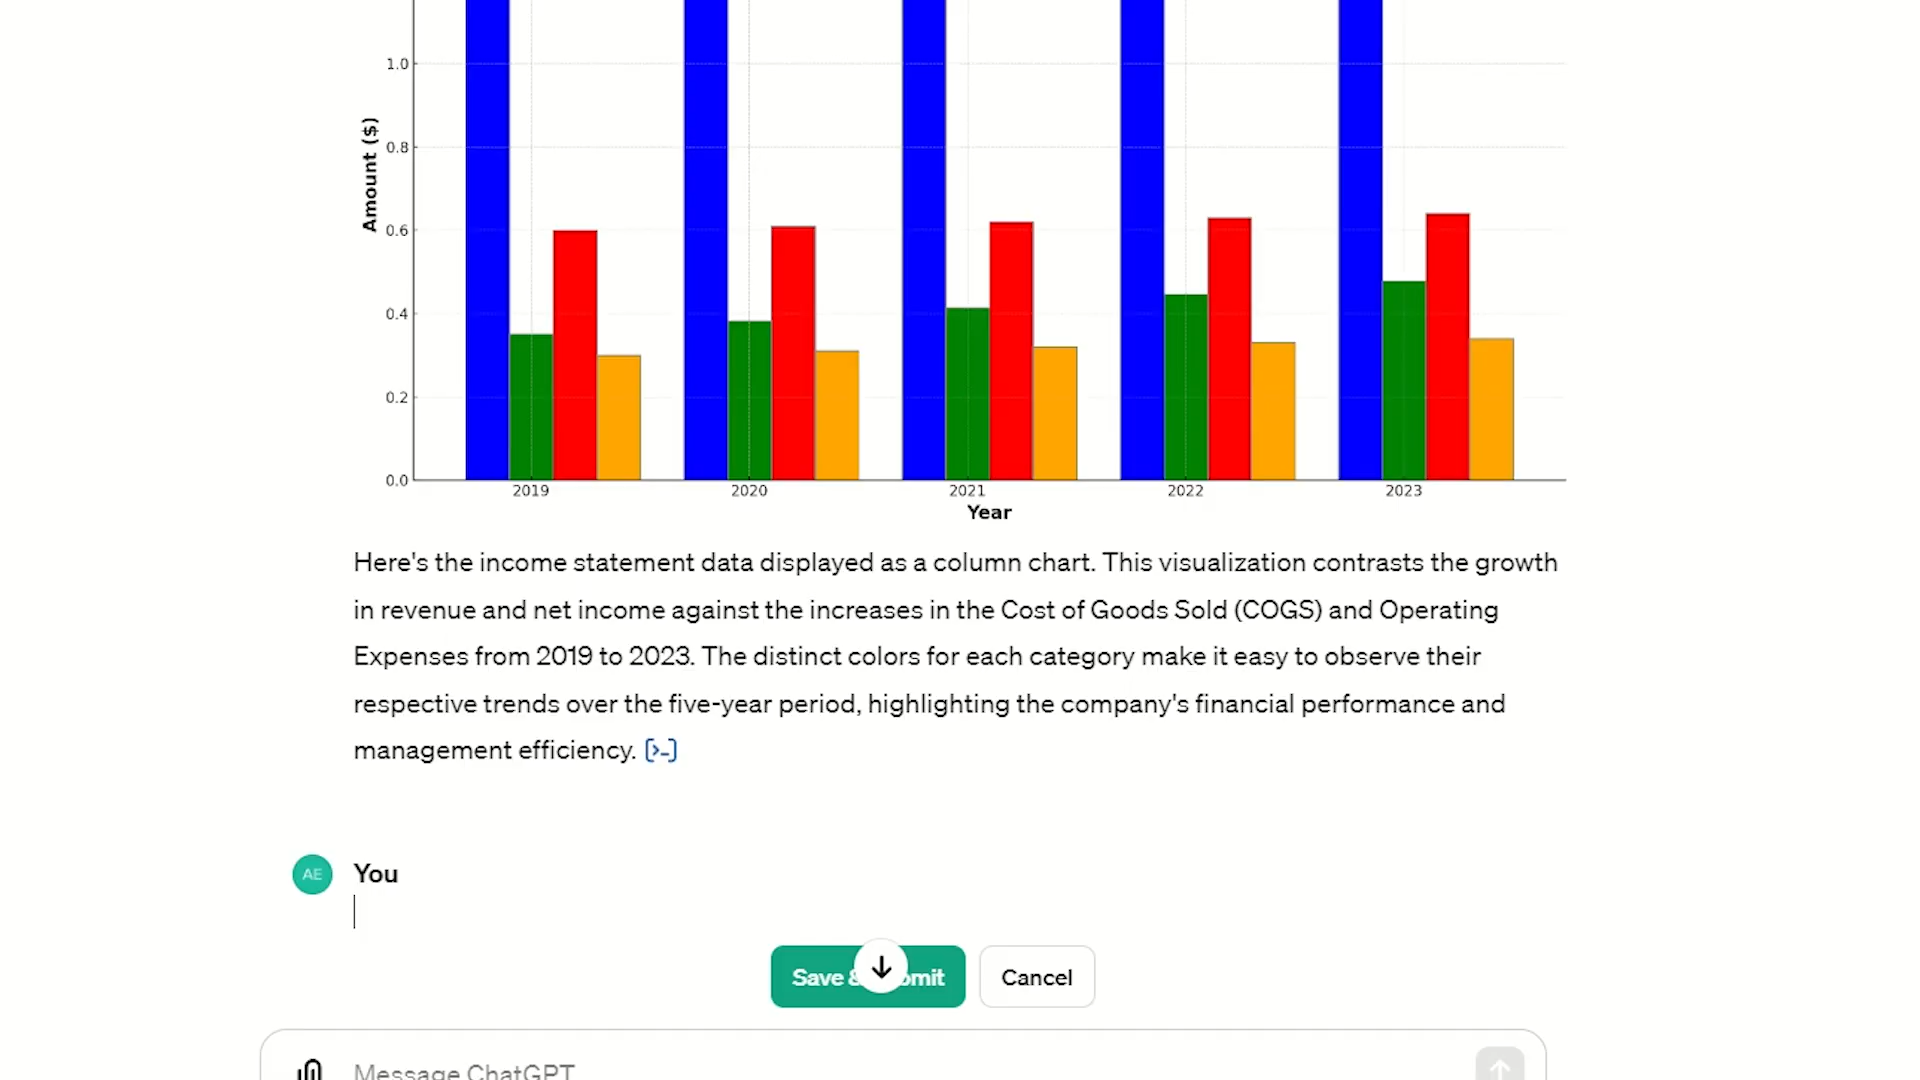 1.0
0.8
0.6
0.4
0.2
0.0
Amount ($)
2019 2020 2021 2022 2023
Year
Here's the income statement data displayed as a column chart. This visualization contrasts the growth
in revenue and net income against the increases in the Cost of Goods Sold (COGS) and Operating
Expenses from 2019 to 2023. The distinct colors for each category make it easy to observe their
respective trends over the five-year period, highlighting the company's financial performance and
management efficiency. [>-]
AE You
Save & Cancel
Message ChatGPT